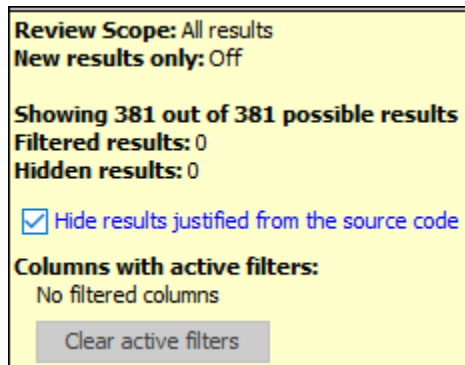 Review Scope: All results
New results only: Off
Showing 381 out of 381 possible results
Filtered results: 0
Hidden results: 0
Hide results justified from the source code
Columns with active filters:
No filtered columns
Clear active filters